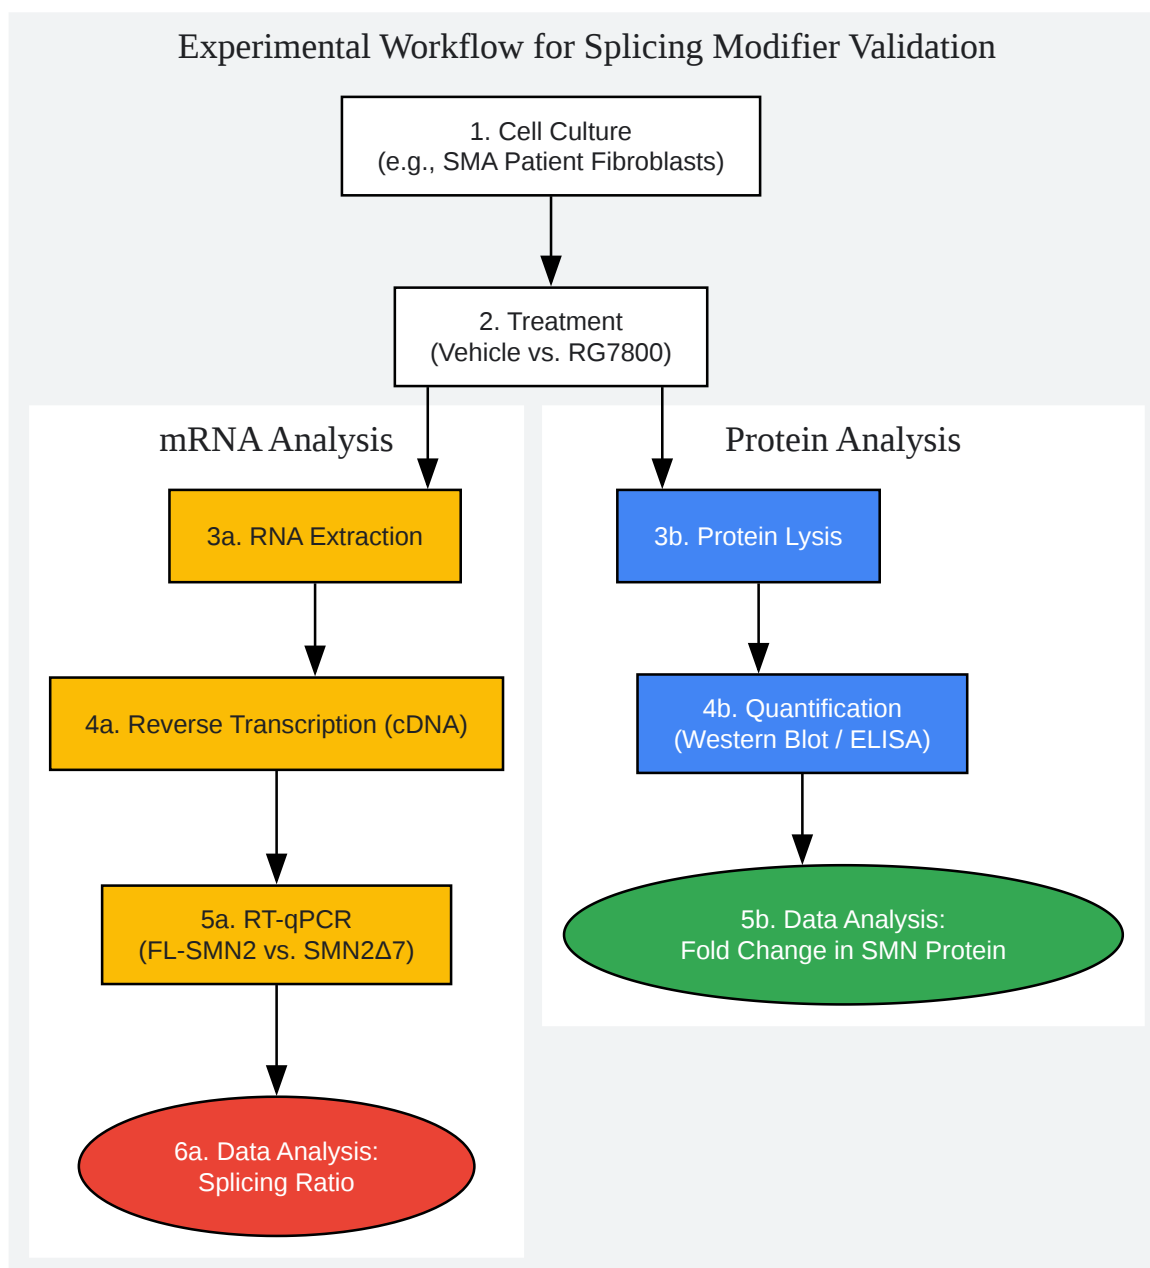 Experimental Workflow for Splicing Modifier Validation
1. Cell Culture
(e.g., SMA Patient Fibroblasts)
2. Treatment
(Vehicle vs. RG7800)
mRNA Analysis
3a. RNA Extraction
4a. Reverse Transcription (cDNA)
5a. RT-qPCR
(FL-SMN2 vs. SMN2Δ7)
6a. Data Analysis:
Splicing Ratio
Protein Analysis
3b. Protein Lysis
4b. Quantification
(Western Blot / ELISA)
5b. Data Analysis:
Fold Change in SMN Protein